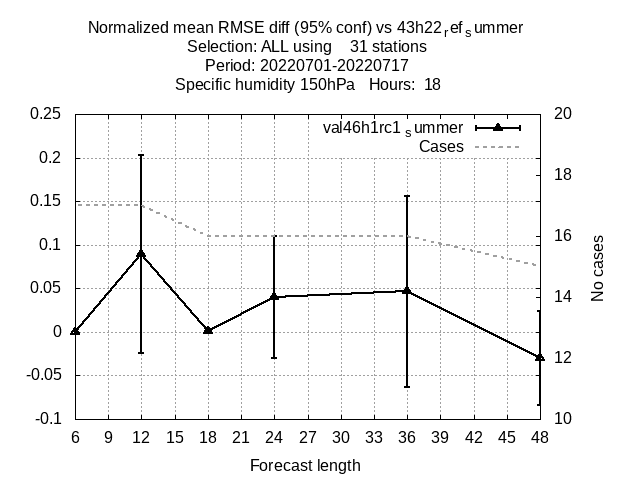 Normalized mean RMSE diff (95% conf) vs 43h22refsummer
Selection: ALL using 31 stations
Period: 20220701-20220717
Specific humidity 150hPa Hours: 18
0.25
0.2
0.15
0.1
0.05
0
-0.05
-0.1
val46h1rc1summer
Cases
20
18
16
14
12
10
No cases
6 9 12 15 18 21 24 27 30 33 36 39 42 45 48
Forecast length